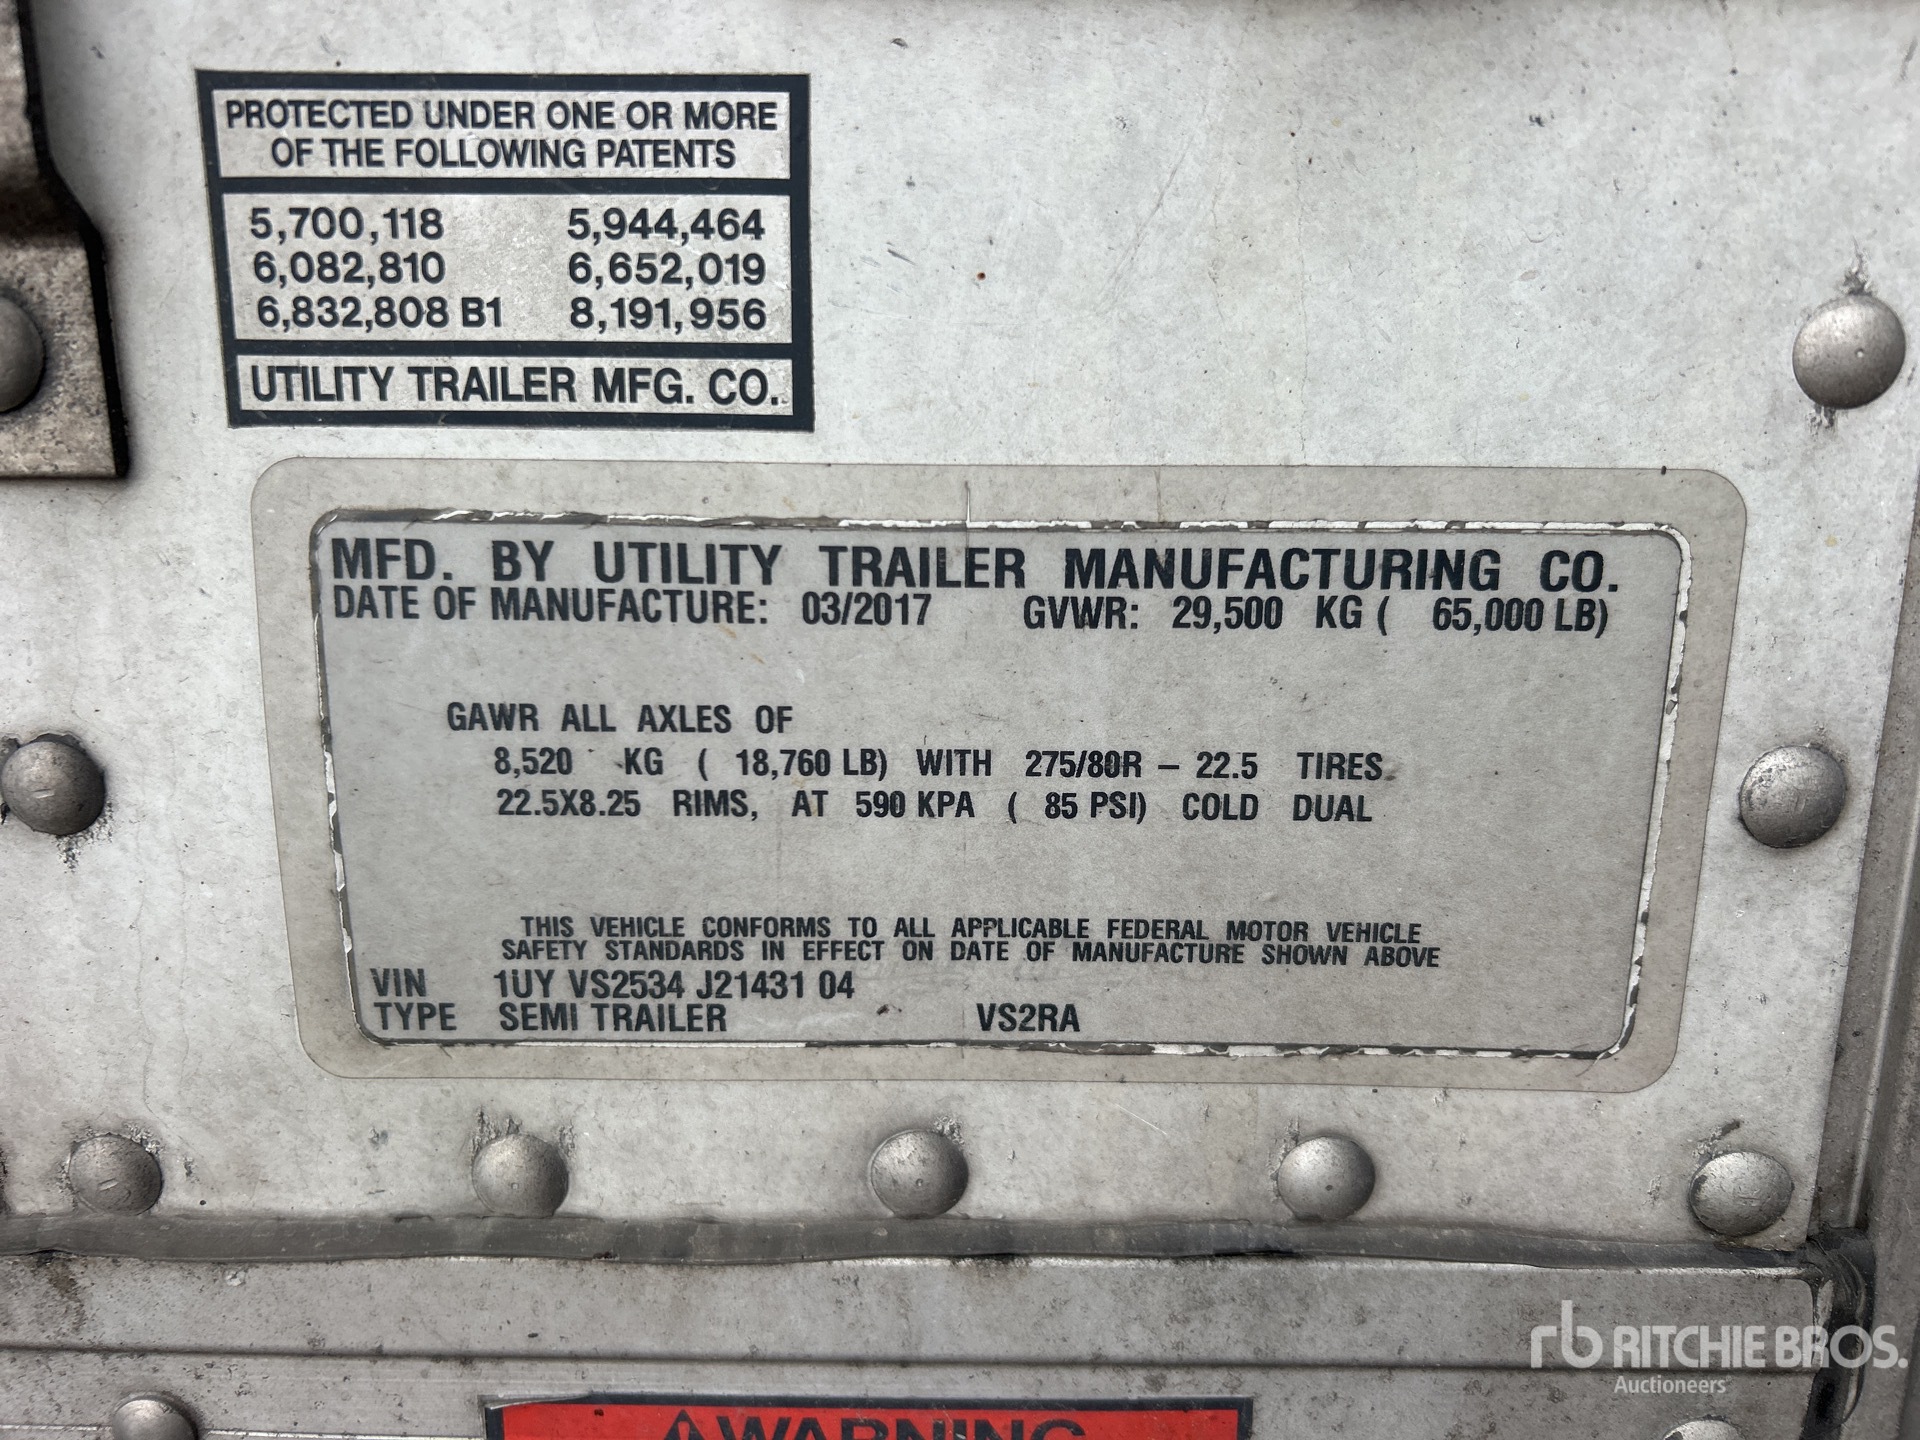 PROTECTED UNDER ONE OR MORE
OF THE FOLLOWING PATENTS
5,700,118 5,944,464
6,082,810 6,652,019
6,832,808 B1 8,191,956
UTILITY TRAILER MFG. CO.
MFD. BY UTILITY TRAILER MANUFACTURING CO.
DATE OF MANUFACTURE: 03/2017 GVWR: 29,500 KG ( 65,000 LB)
GAWR ALL AXLES OF
8,520 KG ( 18,760 LB) WITH 275/80R – 22.5 TIRES
22.5X8.25 RIMS, AT 590 KPA ( 85 PSI) COLD DUAL
THIS VEHICLE CONFORMS TO ALL APPLICABLE FEDERAL MOTOR VEHICLE
SAFETY STANDARDS IN EFFECT ON DATE OF MANUFACTURE SHOWN ABOVE
VIN 1UY VS2534 J21431 04
TYPE SEMI TRAILER VS2RA
rb RITCHIE BROS.
Auctioneers
WARNING